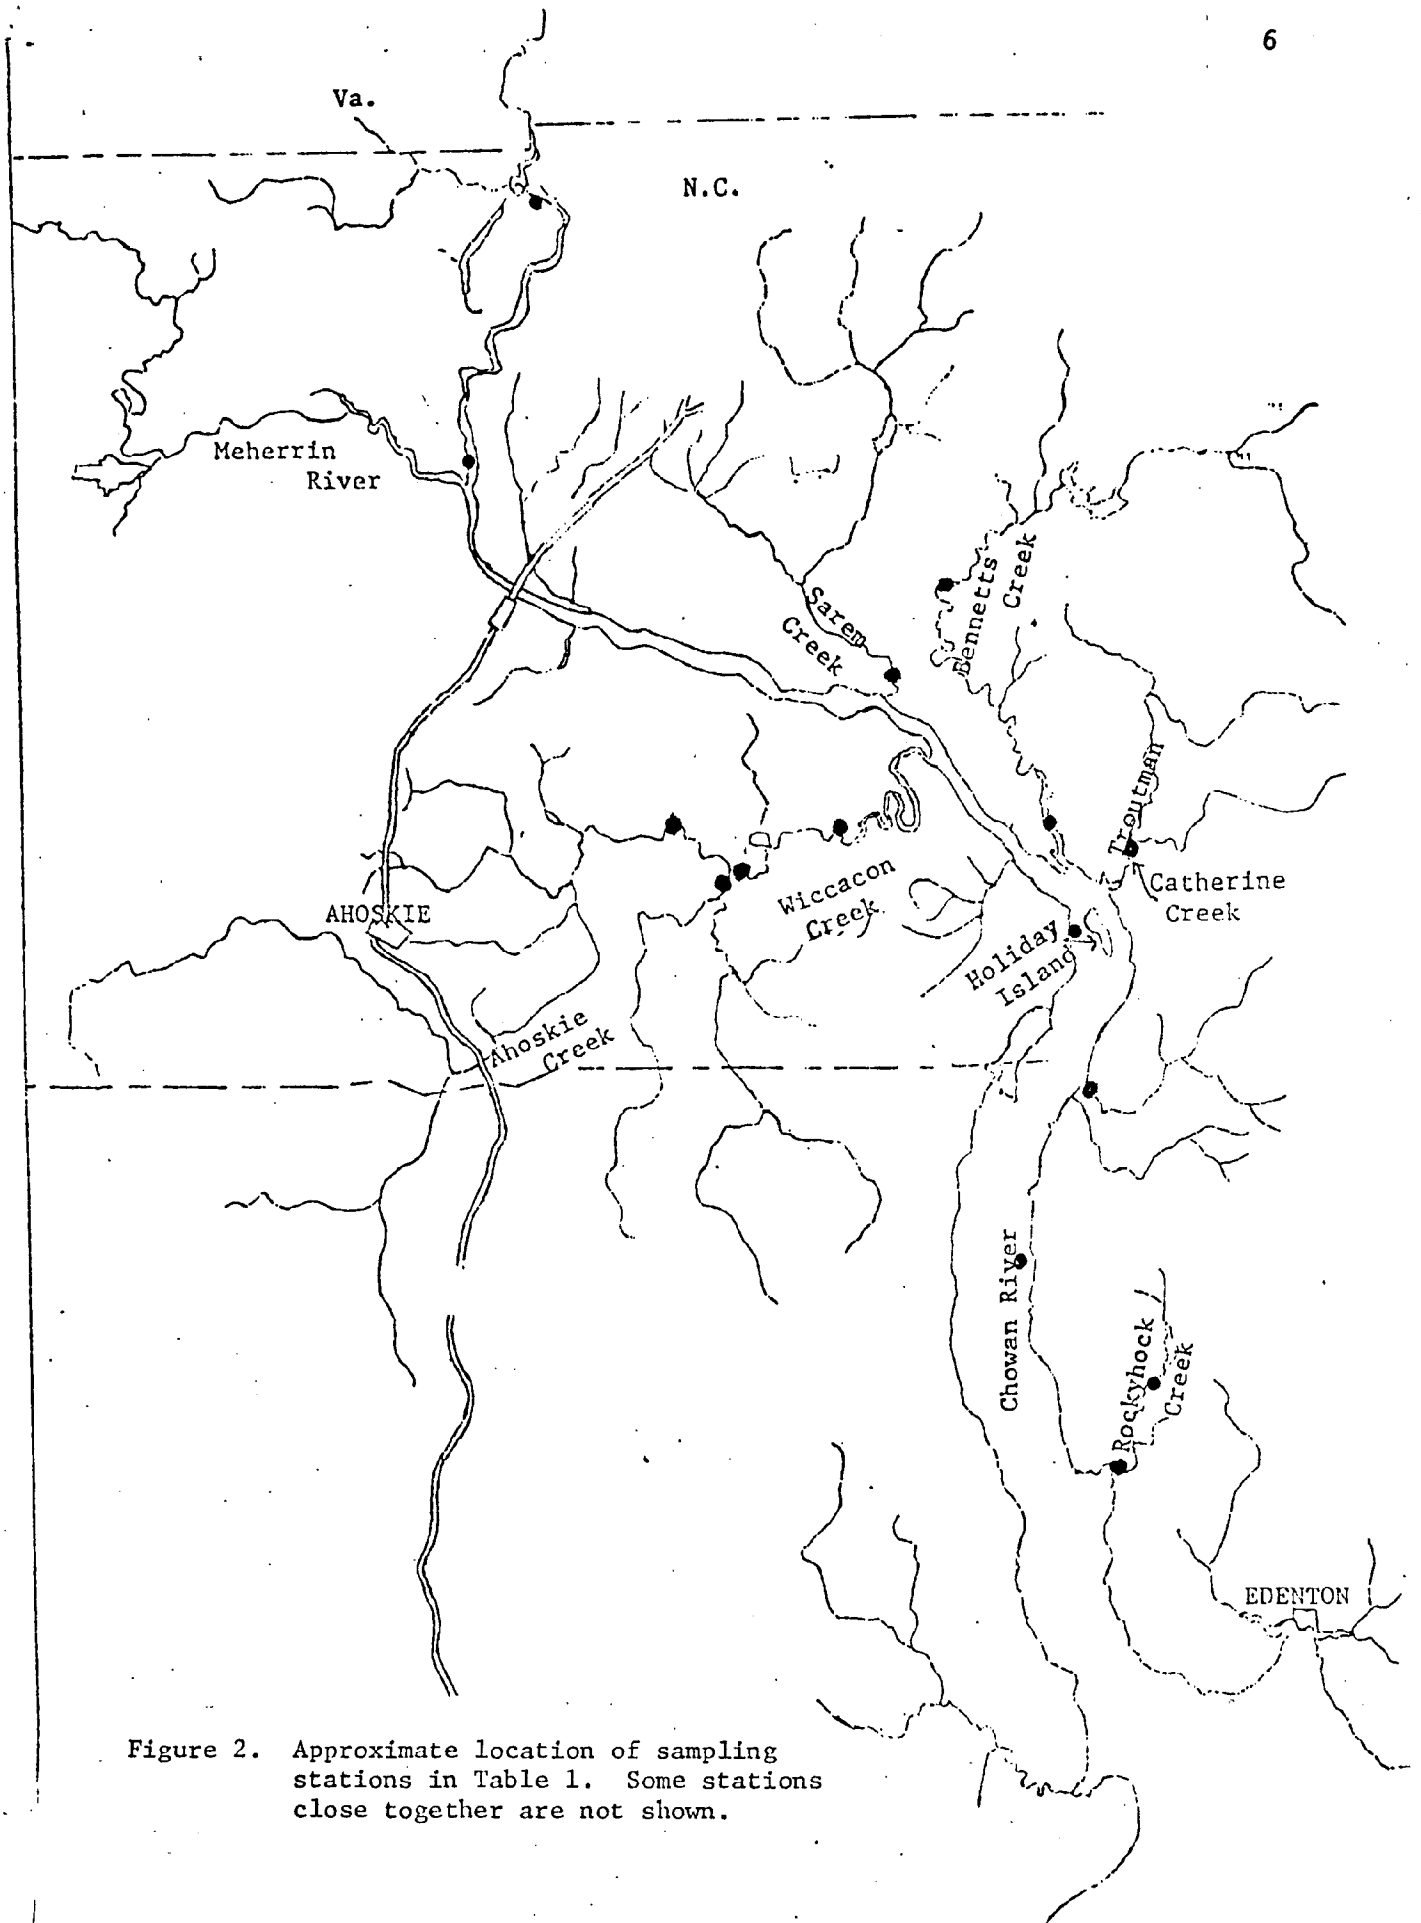 6
Va.
N.C.
Meherrin
River
Sarem
Creek
Bennetts
Creek
Troutman
Catherine
Creek
Wiccacon
Creek
AHOSKIE
Holiday
Island
Ahoskie
Creek
Chowan River
Rockyhock
Creek
EDENTON
Figure 2. Approximate location of sampling
stations in Table 1. Some stations
close together are not shown.